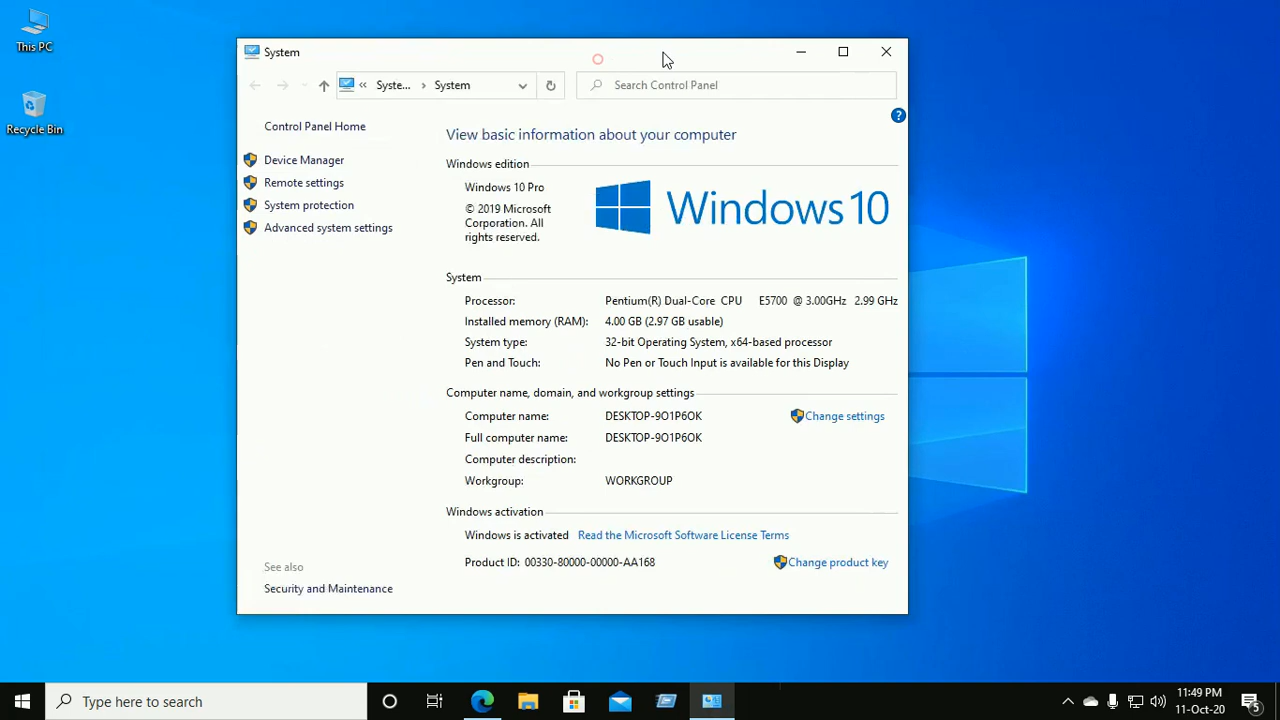 This PC
Recycle Bin
System
« Syste... › System
Search Control Panel
?
Control Panel Home
Device Manager
Remote settings
System protection
Advanced system settings
View basic information about your computer
Windows edition
Windows 10 Pro
© 2019 Microsoft
Corporation. All
rights reserved.
Windows 10
System
Processor: Pentium(R) Dual-Core CPU E5700 @ 3.00GHz 2.99 GHz
Installed memory (RAM): 4.00 GB (2.97 GB usable)
System type: 32-bit Operating System, x64-based processor
Pen and Touch: No Pen or Touch Input is available for this Display
Computer name, domain, and workgroup settings
Computer name: DESKTOP-9O1P6OK Change settings
Full computer name: DESKTOP-9O1P6OK
Computer description:
Workgroup: WORKGROUP
Windows activation
Windows is activated Read the Microsoft Software License Terms
Product ID: 00330-80000-00000-AA168 Change product key
See also
Security and Maintenance
Type here to search
11:49 PM
11-Oct-20
5